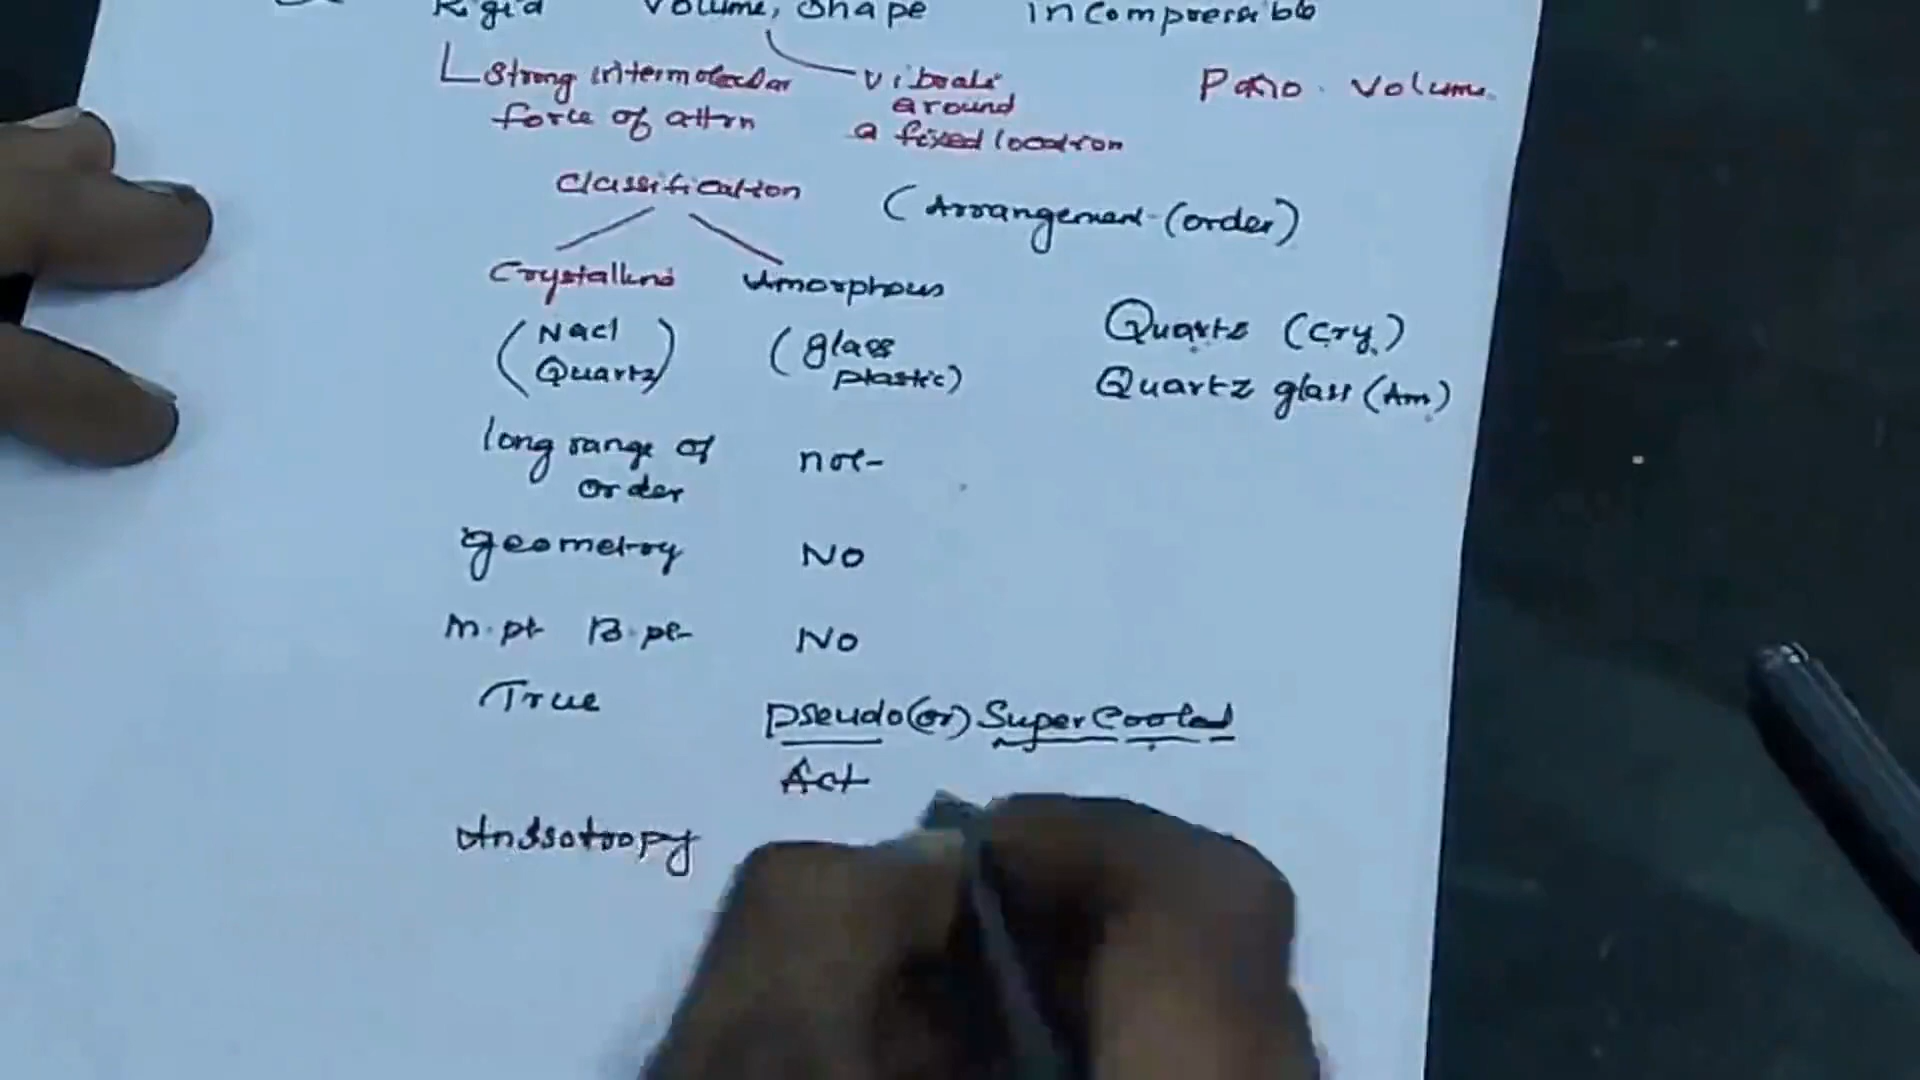 Rigid Volume, Shape Incompressible
Strong intermolecular Vibrate Volume
force of attrn around
a fixed location
Classification (Arrangement (order)
Crystalline Amorphous
(NaCl (glass Quartz (Cry.)
Quartz) plastic) Quartz glass (Am)
long range of not
order
geometry No
M.pt B.pt No
True Pseudo (or) Super Cooled
Act
Anisotropy